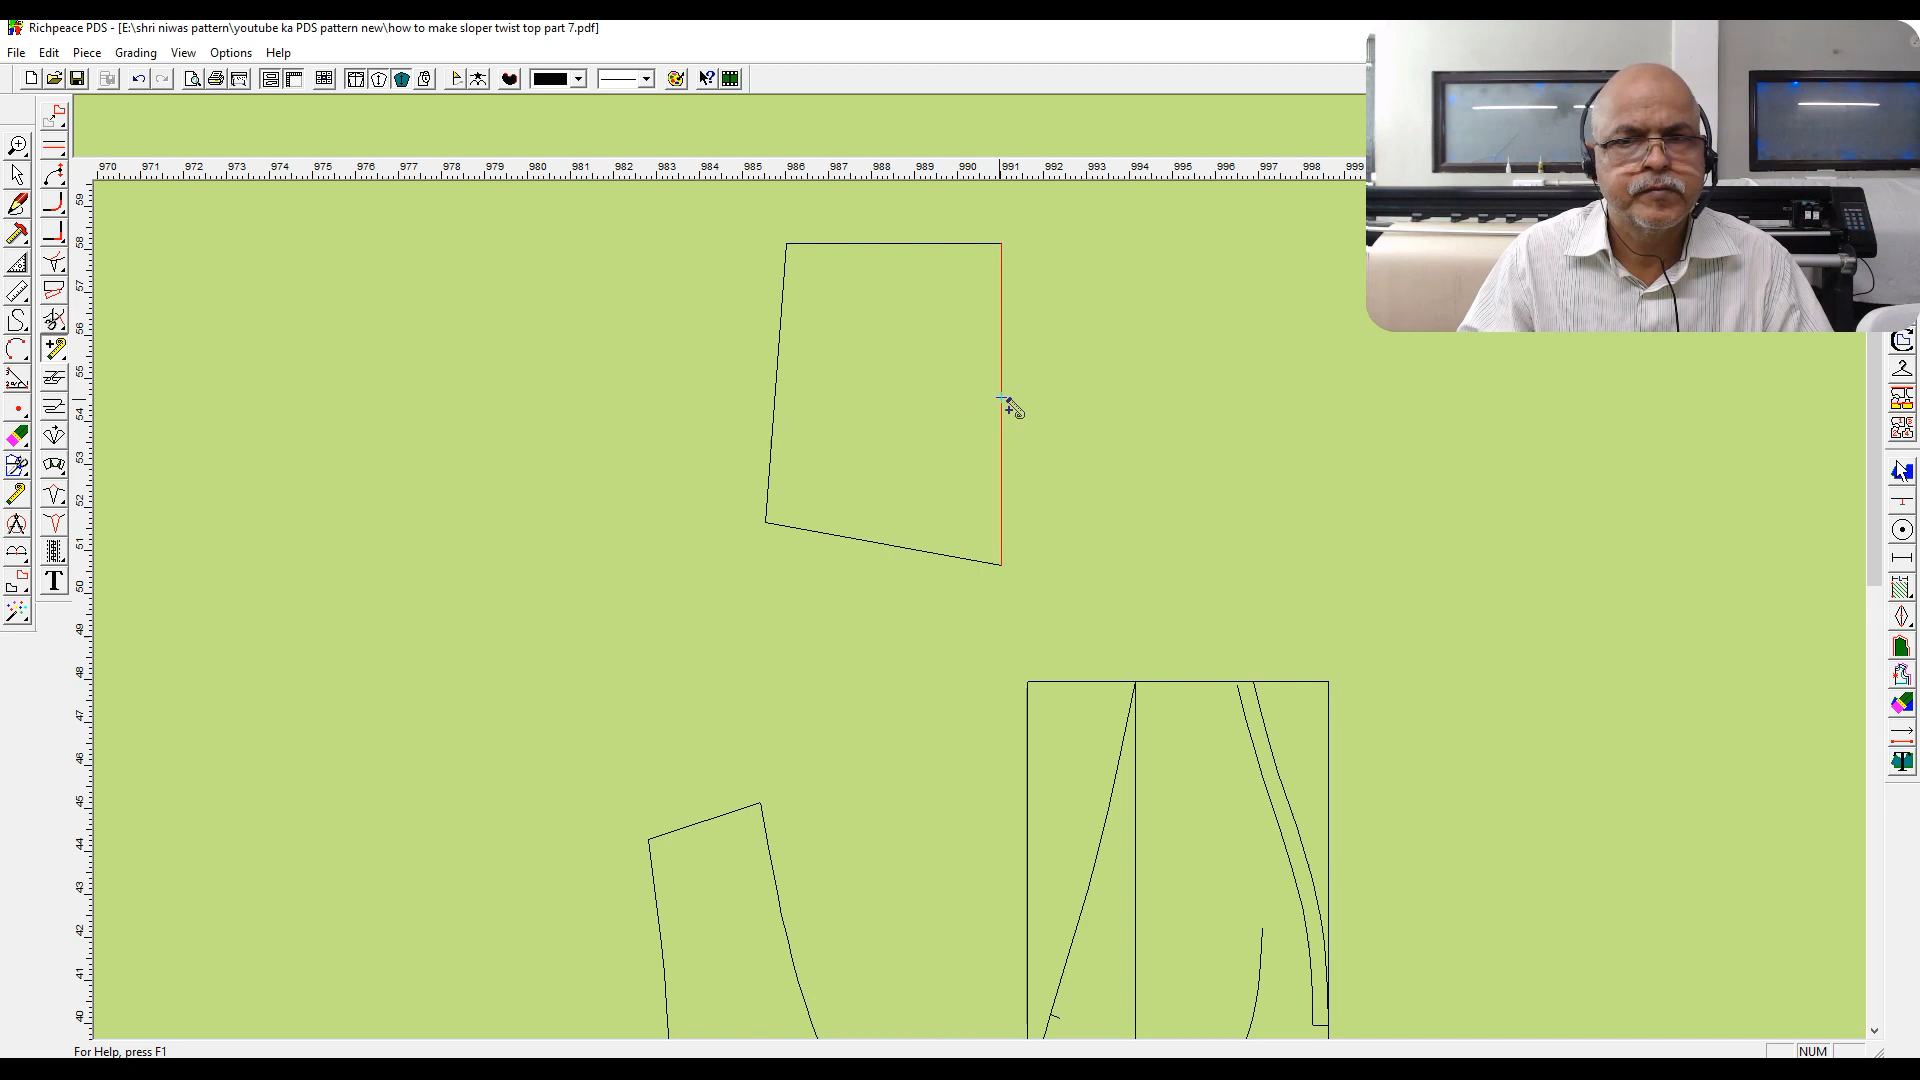 Richpeace PDS - [E:\shri niwas pattern\youtube ka PDS pattern new\how to make sloper twist top part 7.pdf]
File Edit Piece Grading View Options Help
970 971 972 973 974 975 976 977 978 979 980 981 982 983 984 985 986 987 988 989 990 991 992 993 994 995 996 997 998 999
59
58
57
56
55
54
53
52
51
50
49
48
47
46
45
44
43
42
41
40
T
T
For Help, press F1
NUM